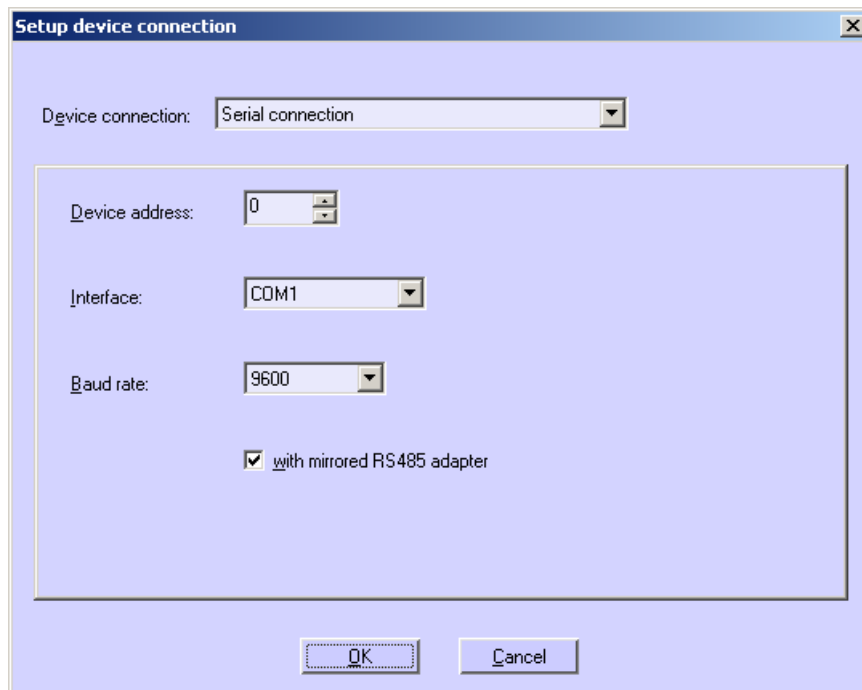 Setup device connection
Device connection: Serial connection
Device address: 0
Interface: COM1
Baud rate: 9600
with mirrored RS485 adapter
OK Cancel